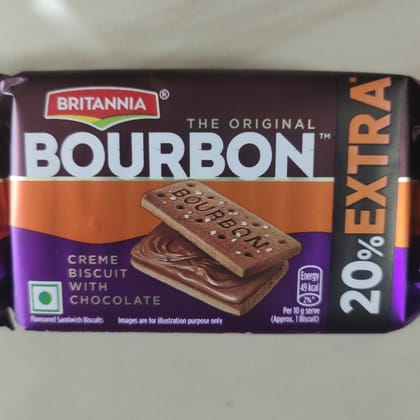 BRITANNIA®
THE ORIGINAL
BOURBON™
BOURBON
CREME
BISCUIT
WITH
CHOCOLATE
Flavoured Sandwich Biscuits
Images are for illustration purpose only
Energy
49 kcal
2%*
Per 10 g serve
(Approx. 1 Biscuit)
20% EXTRA*